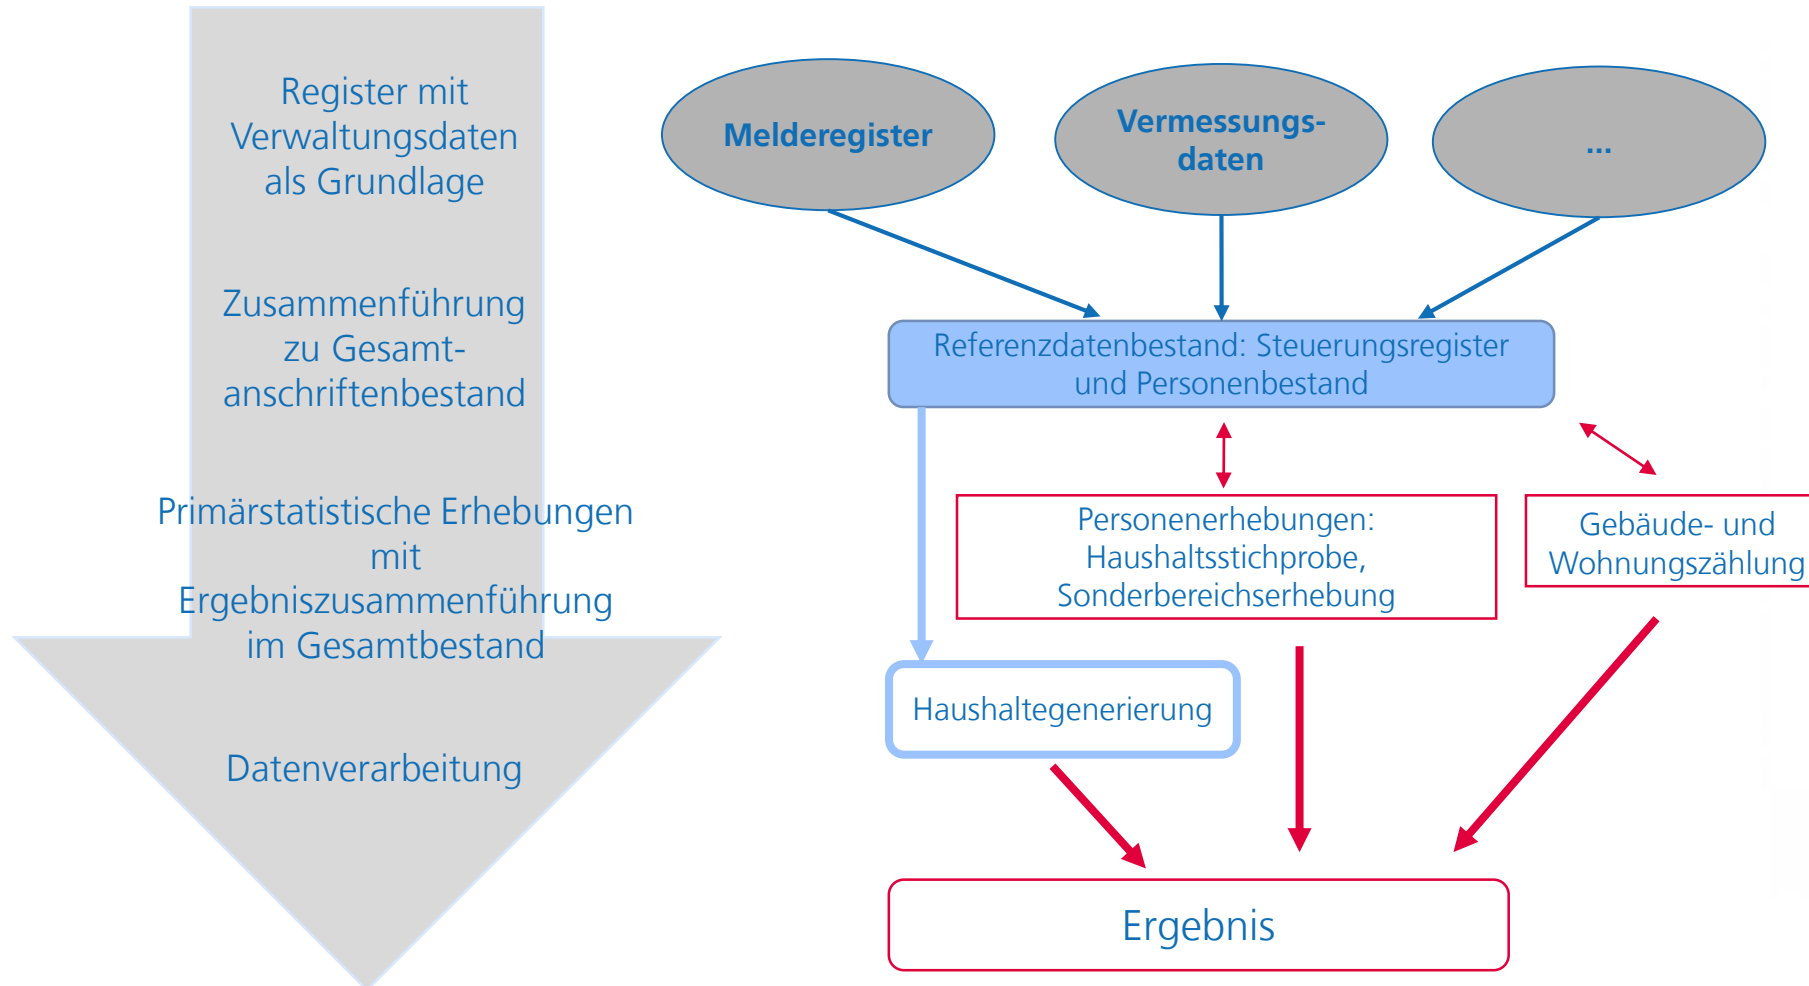 Register mit
Verwaltungsdaten
als Grundlage
Zusammenführung
zu Gesamt-
anschriftenbestand
Primärstatistische Erhebungen
mit
Ergebniszusammenführung
im Gesamtbestand
Datenverarbeitung
Melderegister
Vermessungs-
daten
...
Referenzdatenbestand: Steuerungsregister
und Personenbestand
Personenerhebungen:
Haushaltsstichprobe,
Sonderbereichserhebung
Gebäude- und
Wohnungszählung
Haushaltegenerierung
Ergebnis